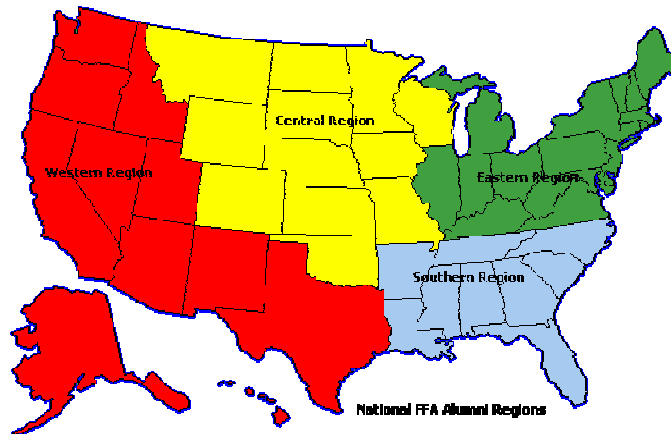 Central Region
Western Region
Eastern Region
Southern Region
National FFA Alumni Regions